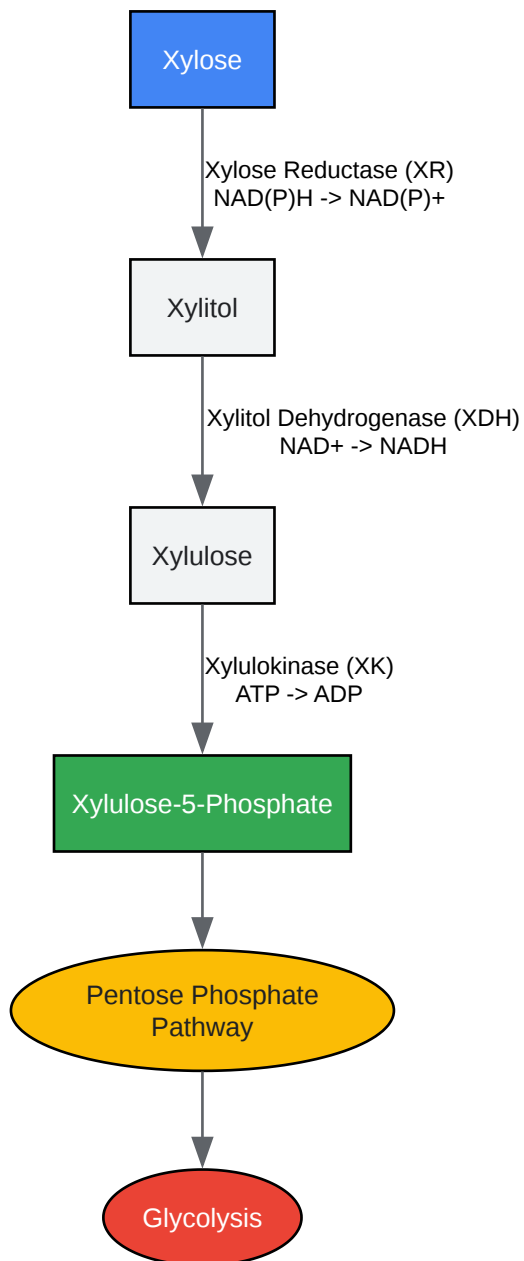 Xylose
Xylose Reductase (XR)
NAD(P)H -> NAD(P)+
Xylitol
Xylitol Dehydrogenase (XDH)
NAD+ -> NADH
Xylulose
Xylulokinase (XK)
ATP -> ADP
Xylulose-5-Phosphate
Pentose Phosphate
Pathway
Glycolysis